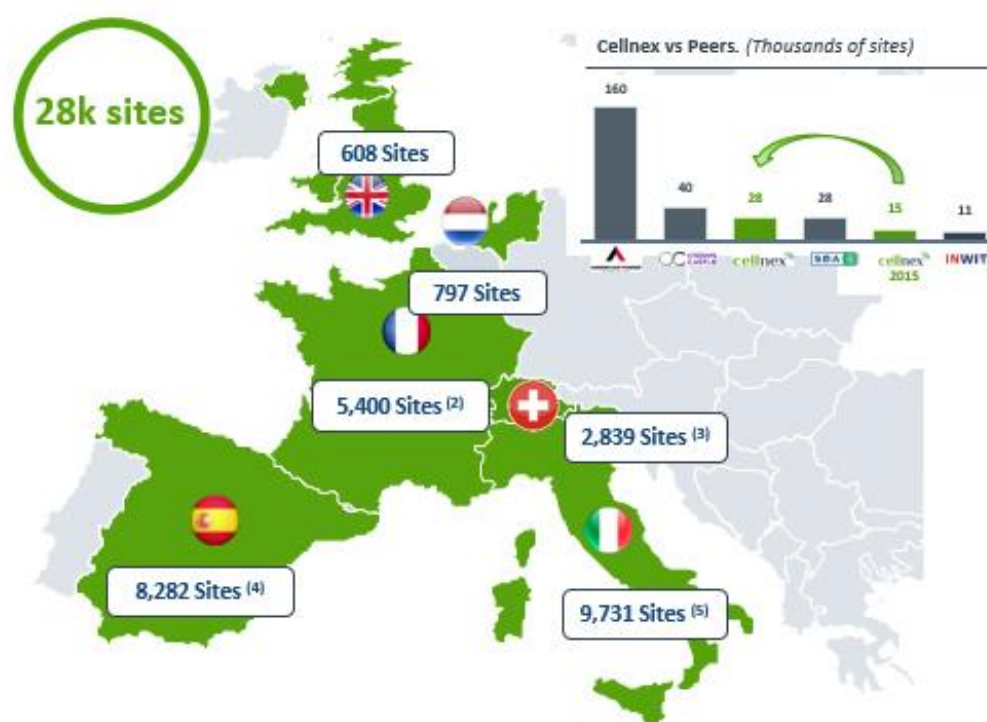 28k sites
Cellnex vs Peers. (Thousands of sites)
160
40
28
28
15
11
cellnex
SBA
cellnex
2015
INWIT
608 Sites
797 Sites
5,400 Sites (2)
2,839 Sites (3)
8,282 Sites (4)
9,731 Sites (5)